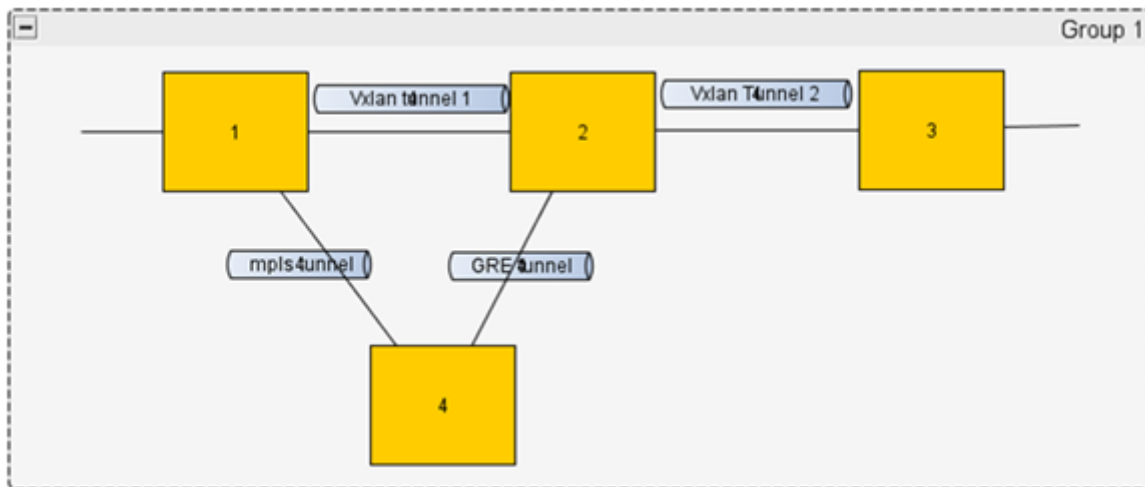 Group 1
1
Vxlan tunnel 1
2
Vxlan Tunnel 2
3
mpls tunnel
GRE tunnel
4